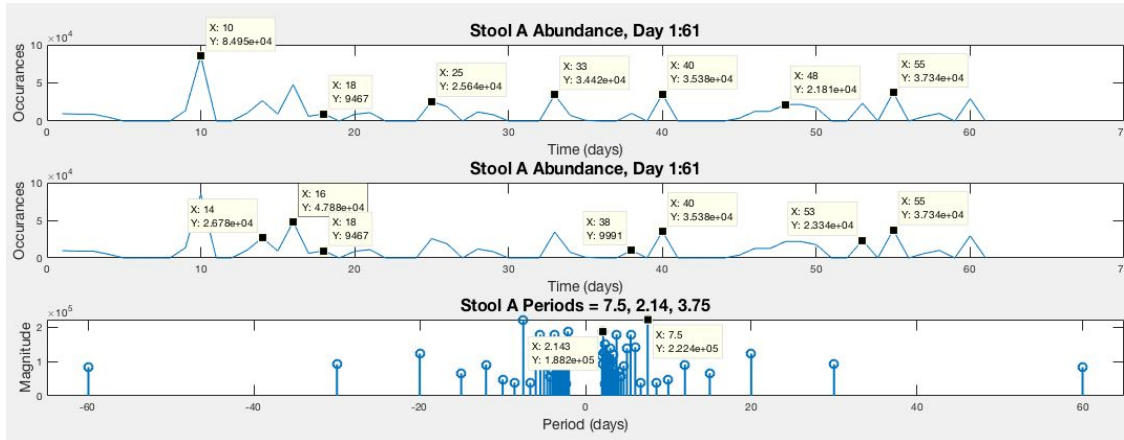 Stool A Abundance, Day 1:61
×10⁴
Occurances
10
5
0
X: 10
Y: 8.495e+04
X: 18
Y: 9467
X: 25
Y: 2.564e+04
X: 33
Y: 3.442e+04
X: 40
Y: 3.538e+04
X: 48
Y: 2.181e+04
X: 55
Y: 3.734e+04
0 10 20 30 40 50 60 7
Time (days)
Stool A Abundance, Day 1:61
×10⁴
Occurances
10
5
0
X: 14
Y: 2.678e+04
X: 16
Y: 4.788e+04
X: 18
Y: 9467
X: 38
Y: 9991
X: 40
Y: 3.538e+04
X: 53
Y: 2.334e+04
X: 55
Y: 3.734e+04
0 10 20 30 40 50 60 7
Time (days)
Stool A Periods = 7.5, 2.14, 3.75
×10⁵
Magnitude
2
1
0
X: 2.143
Y: 1.882e+05
X: 7.5
Y: 2.224e+05
-60 -40 -20 0 20 40 60
Period (days)